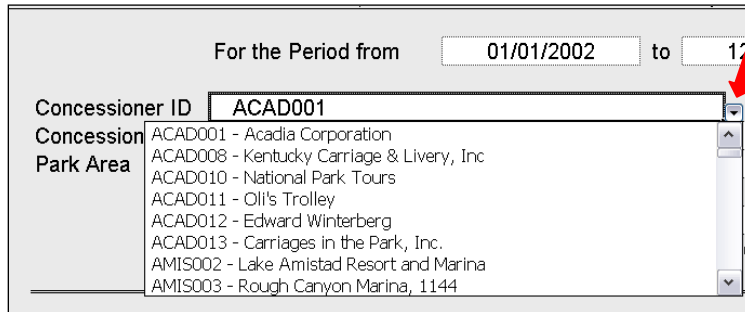 For the Period from 01/01/2002 to 12
Concessioner ID ACAD001
Concession ACAD001 - Acadia Corporation
Park Area ACAD008 - Kentucky Carriage & Livery, Inc
ACAD010 - National Park Tours
ACAD011 - Oli's Trolley
ACAD012 - Edward Winterberg
ACAD013 - Carriages in the Park, Inc.
AMIS002 - Lake Amistad Resort and Marina
AMIS003 - Rough Canyon Marina, 1144